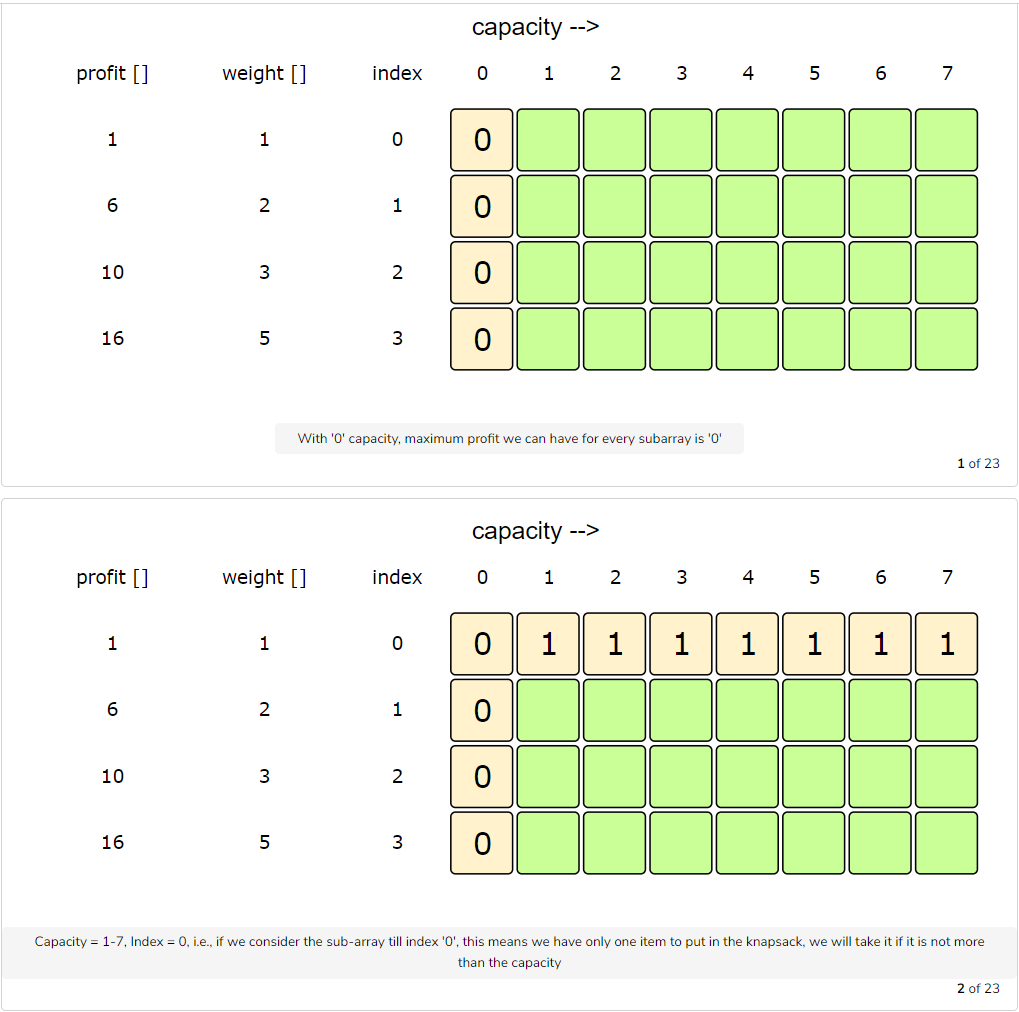 capacity -->
profit [] weight [] index 0 1 2 3 4 5 6 7
1 1 0 0
6 2 1 0
10 3 2 0
16 5 3 0
With '0' capacity, maximum profit we can have for every subarray is '0'
1 of 23
capacity -->
profit [] weight [] index 0 1 2 3 4 5 6 7
1 1 0 0 1 1 1 1 1 1 1
6 2 1 0
10 3 2 0
16 5 3 0
Capacity = 1-7, Index = 0, i.e., if we consider the sub-array till index '0', this means we have only one item to put in the knapsack, we will take it if it is not more
than the capacity
2 of 23